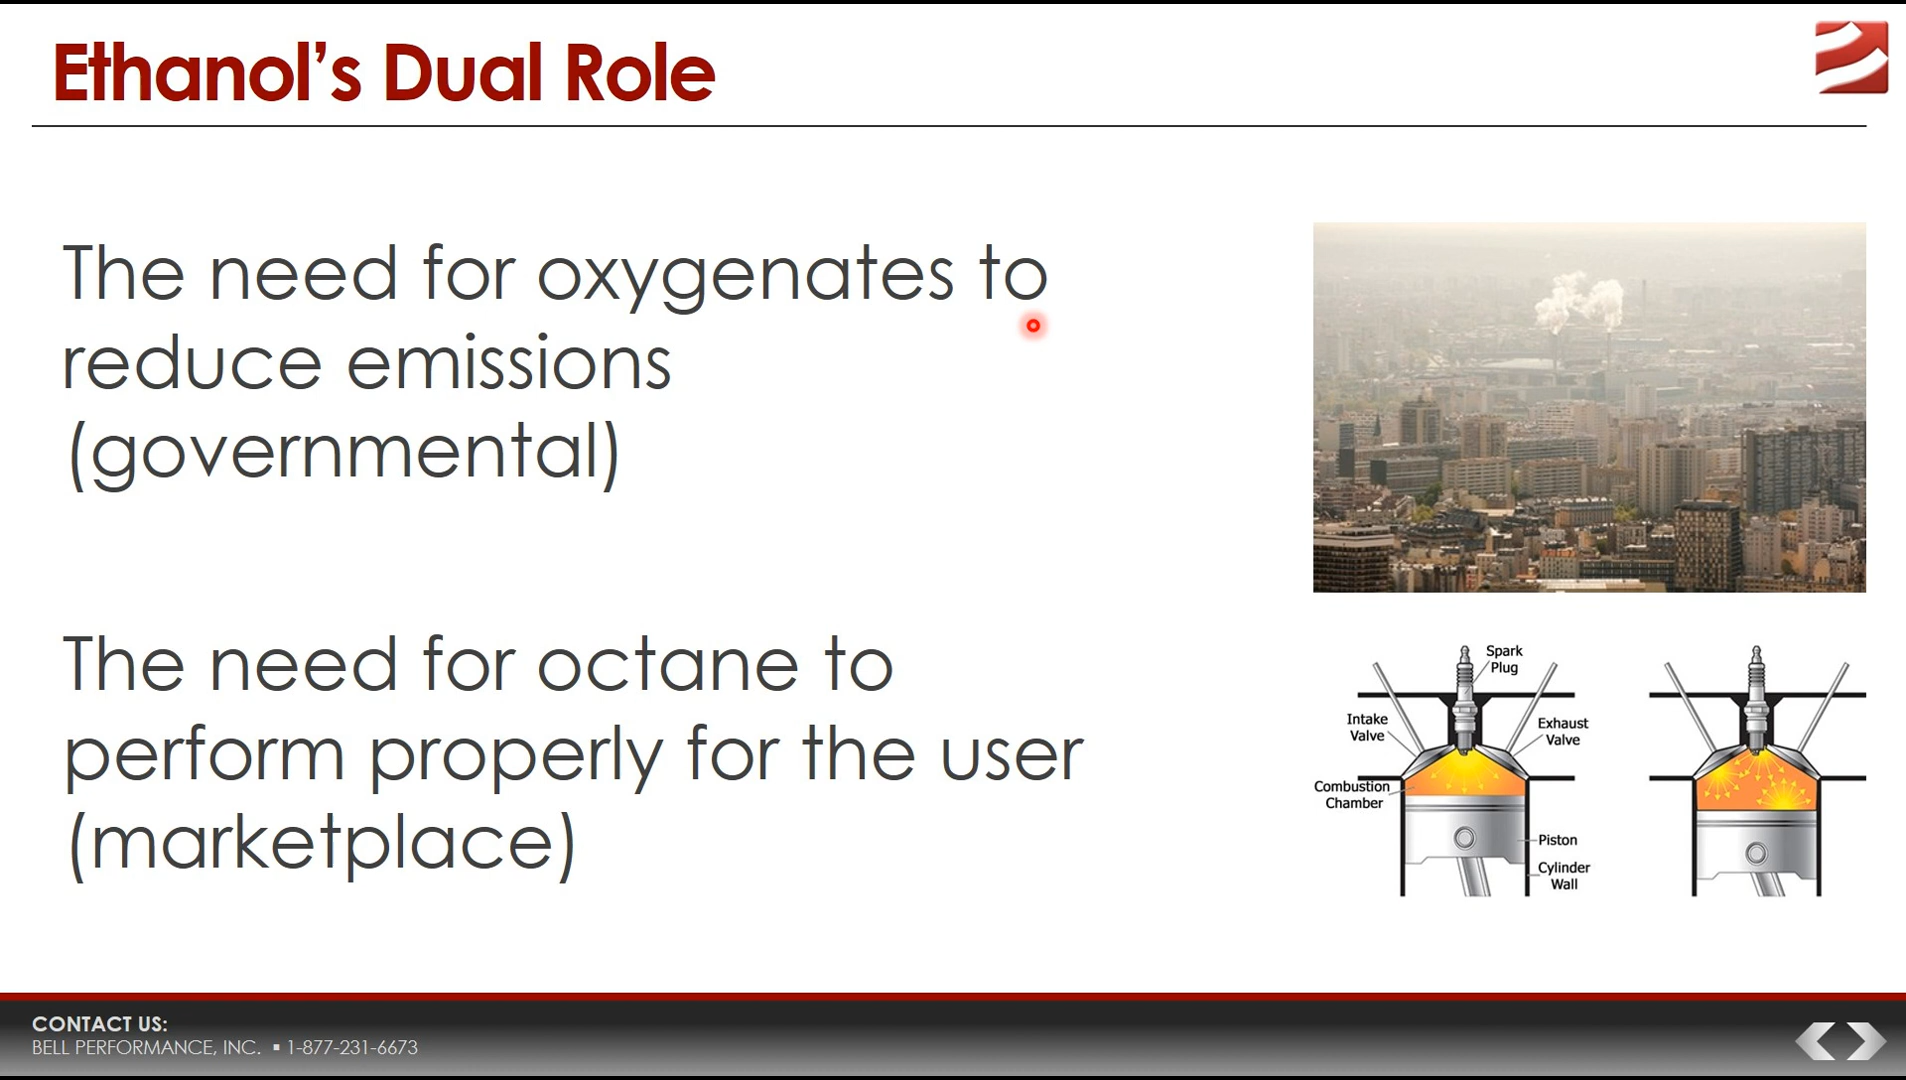 Ethanol’s Dual Role
The need for oxygenates to
reduce emissions
(governmental)
The need for octane to
perform properly for the user
(marketplace)
Spark
Plug
Intake
Valve
Exhaust
Valve
Combustion
Chamber
Piston
Cylinder
Wall
CONTACT US:
BELL PERFORMANCE, INC. ▪ 1-877-231-6673